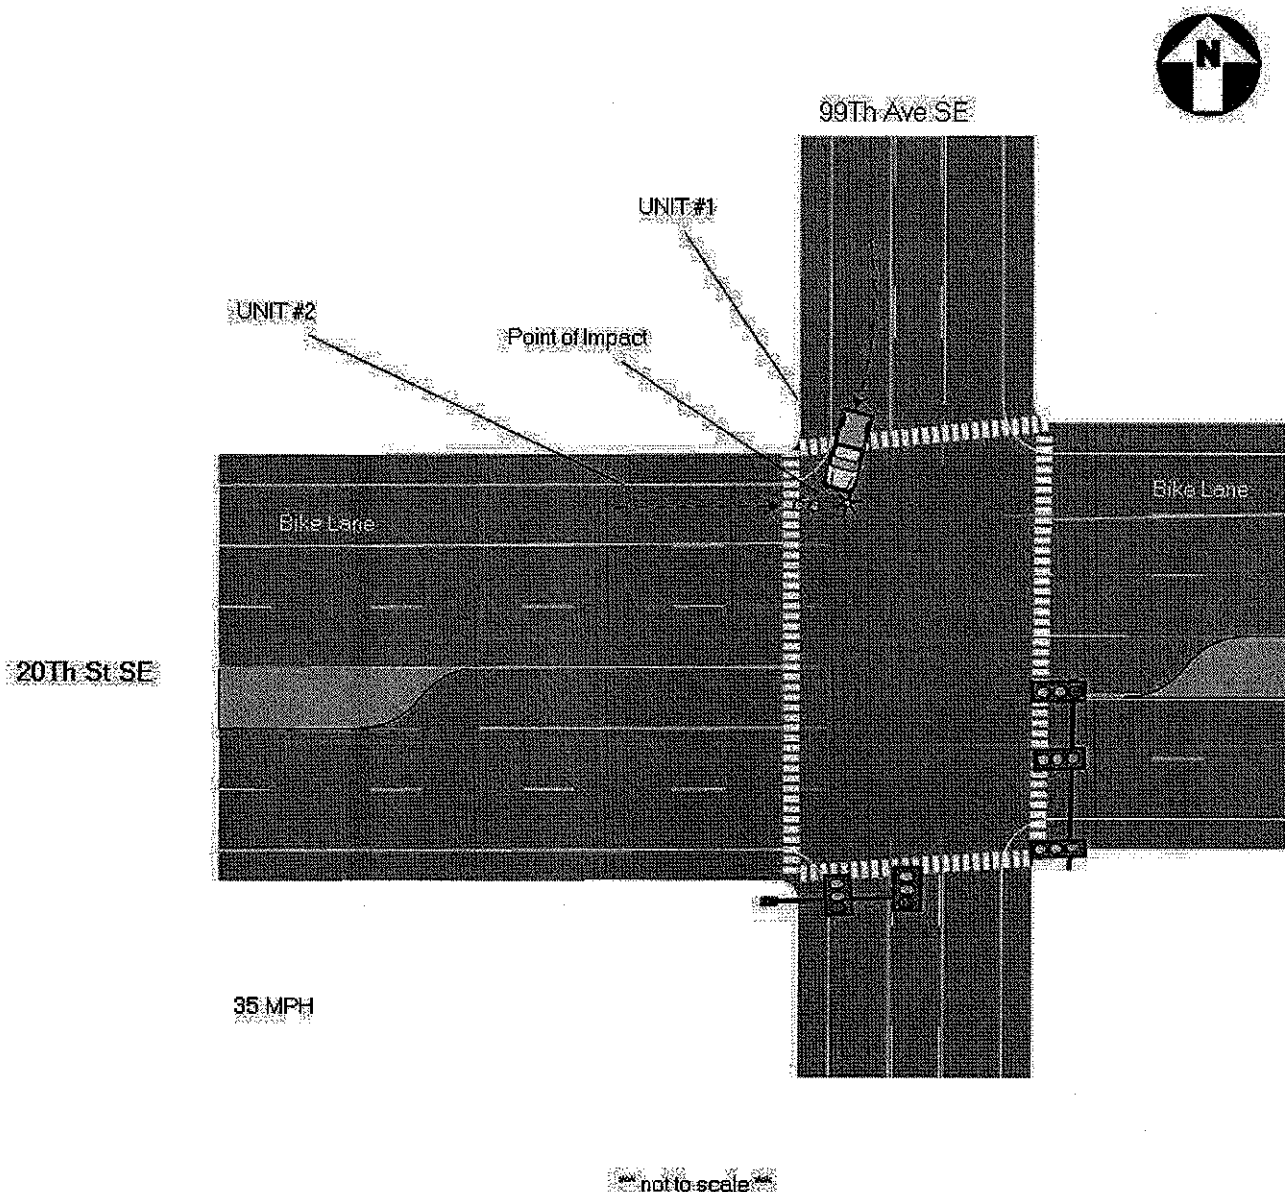 N
99Th Ave SE
UNIT #1
UNIT #2
Point of Impact
Bike Lane
Bike Lane
20Th St SE
35 MPH
** not to scale **